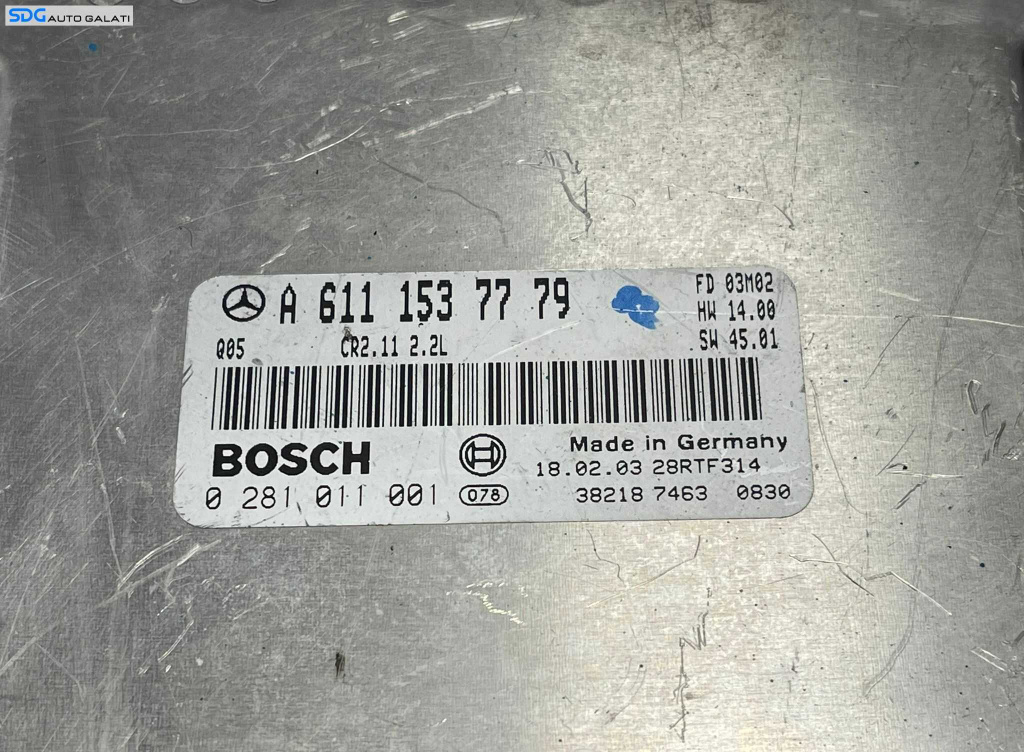 SDG AUTO GALATI
A 611 153 77 79
FD 03M02
HW 14.00
Q05 CR2.11 2.2L SW 45.01
BOSCH Made in Germany
18.02.03 28RTF314
0 281 011 001 078 38218 7463 0830